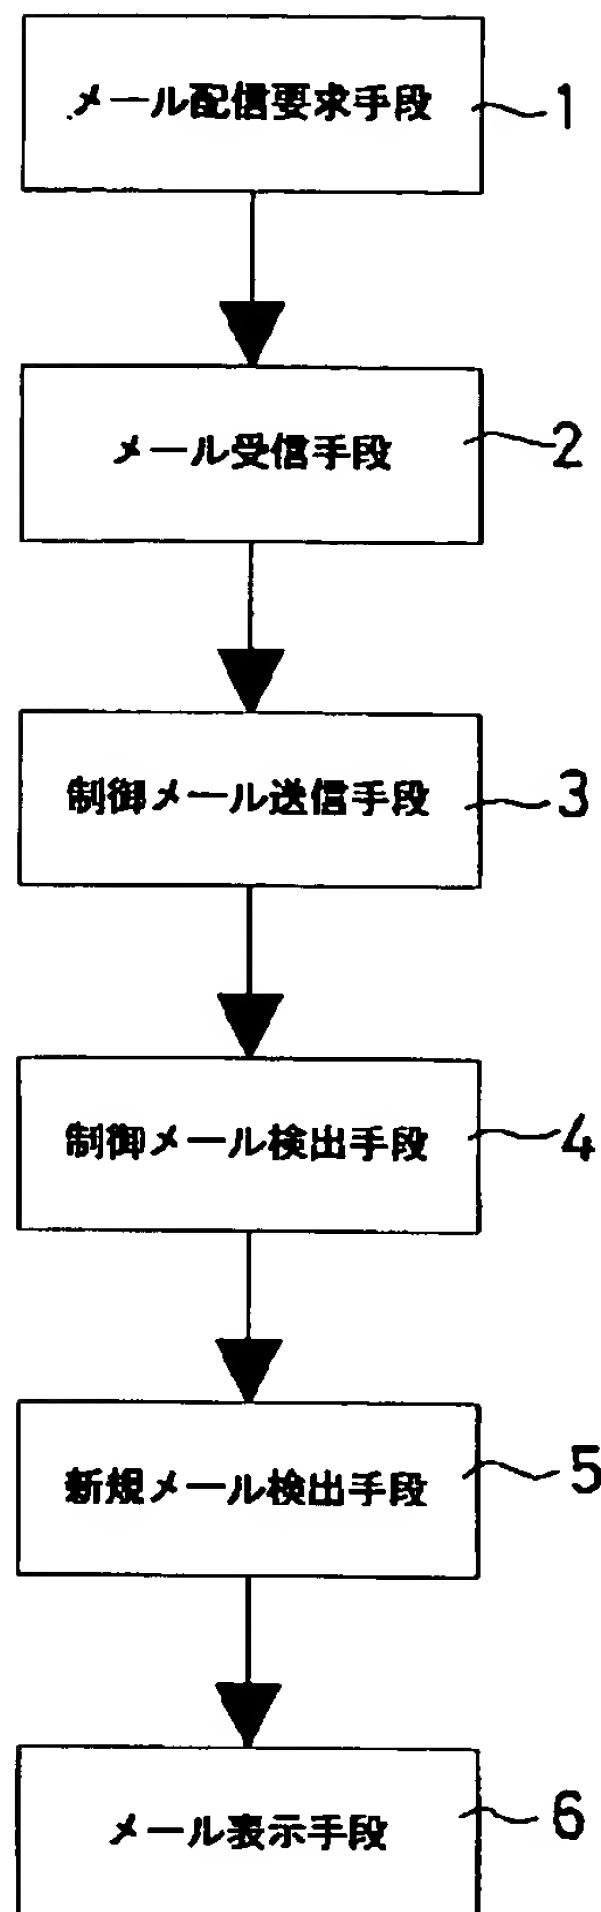 メール配信要求手段 1
メール受信手段 2
制御メール送信手段 3
制御メール検出手段 4
新規メール検出手段 5
メール表示手段 6